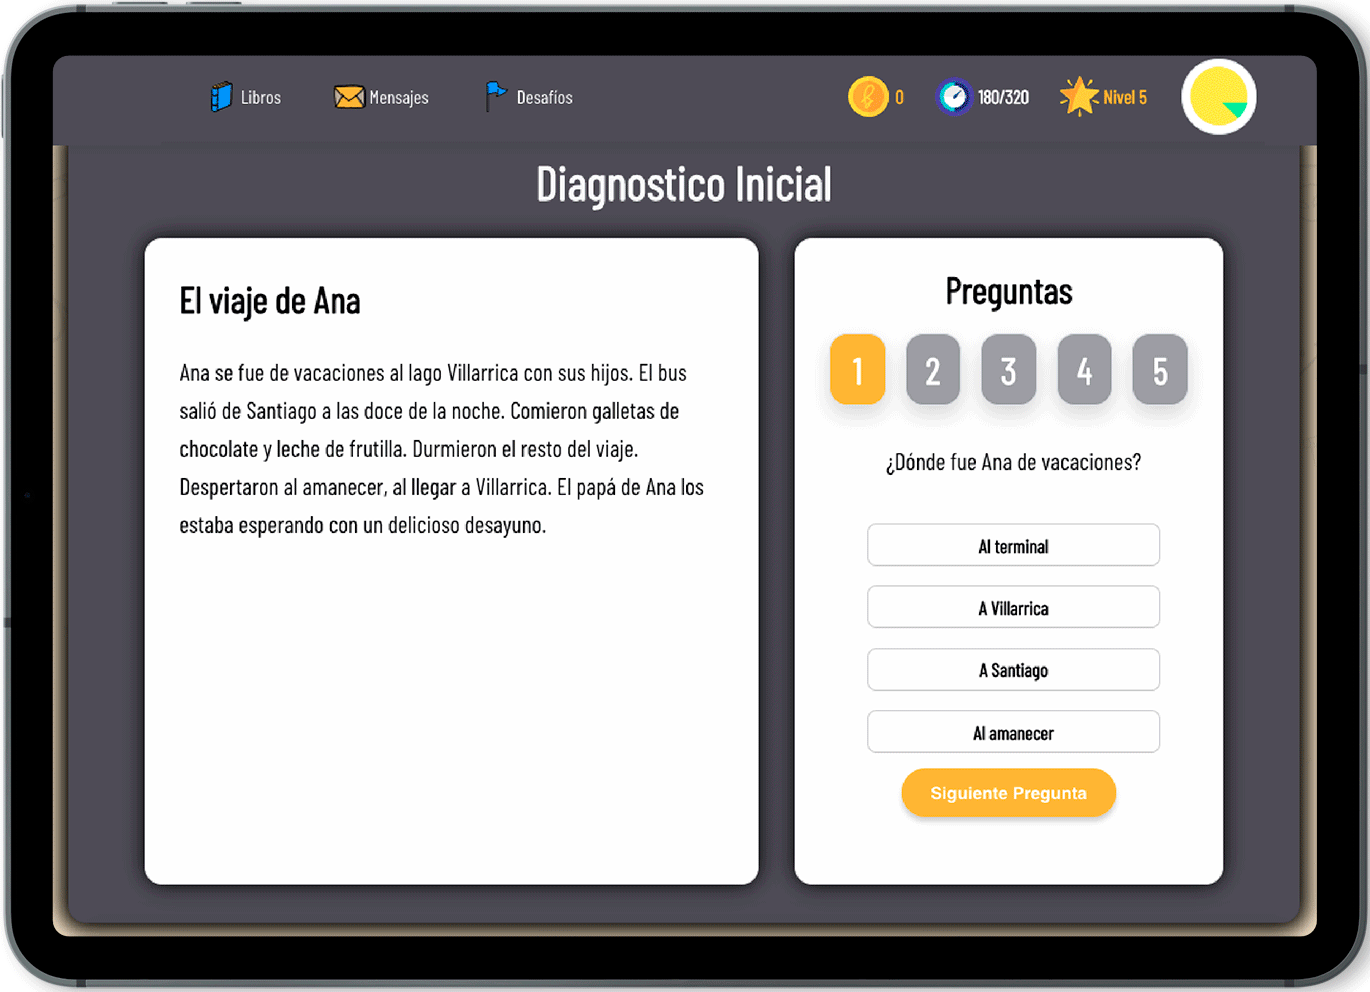 Libros
Mensajes
Desafíos
0
180/320
Nivel 5
Diagnostico Inicial
El viaje de Ana
Ana se fue de vacaciones al lago Villarrica con sus hijos. El bus
salió de Santiago a las doce de la noche. Comieron galletas de
chocolate y leche de frutilla. Durmieron el resto del viaje.
Despertaron al amanecer, al llegar a Villarrica. El papá de Ana los
estaba esperando con un delicioso desayuno.
Preguntas
1 2 3 4 5
¿Dónde fue Ana de vacaciones?
Al terminal
A Villarrica
A Santiago
Al amanecer
Siguiente Pregunta